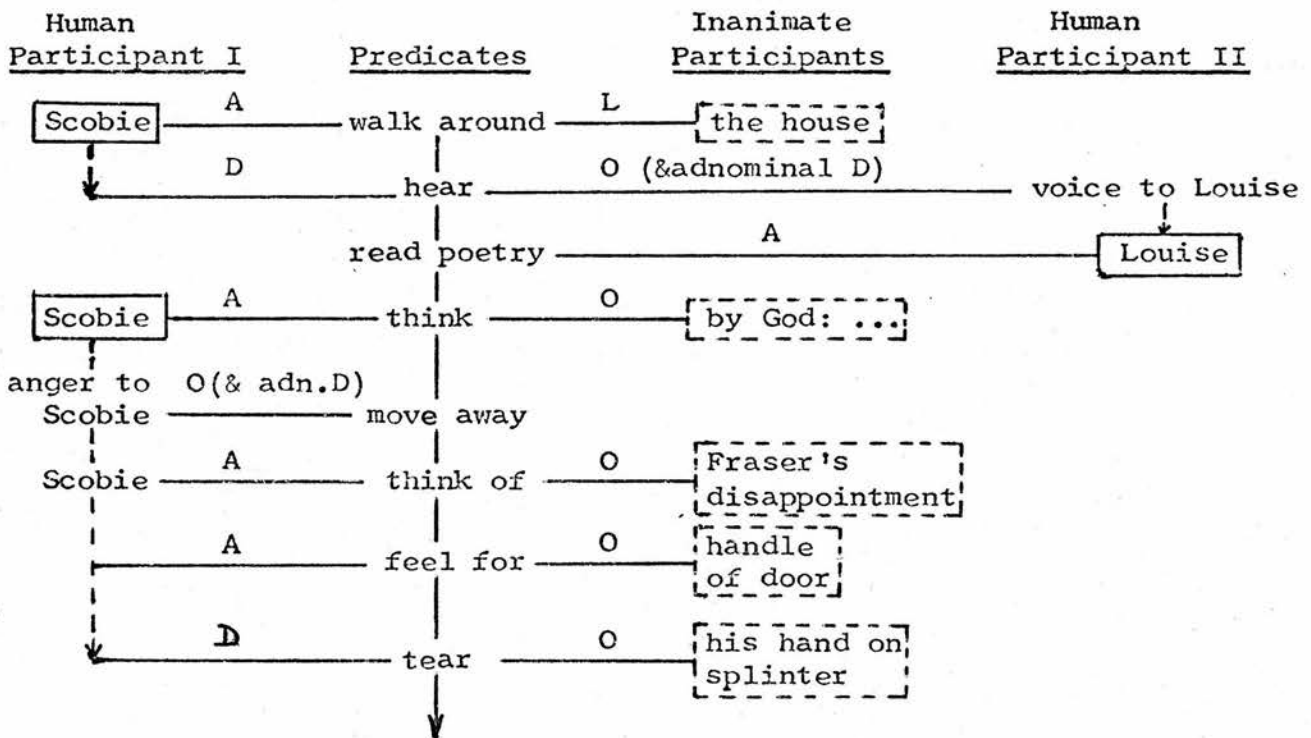 Human Inanimate Human
Participant I Predicates Participants Participant II
A L
Scobie walk around the house
D O (&adnominal D)
hear voice to Louise
A
read poetry Louise
A O
Scobie think by God: ...
anger to O(& adn.D)
Scobie move away
A O Fraser's
Scobie think of disappointment
A O handle
feel for of door
D O his hand on
tear splinter